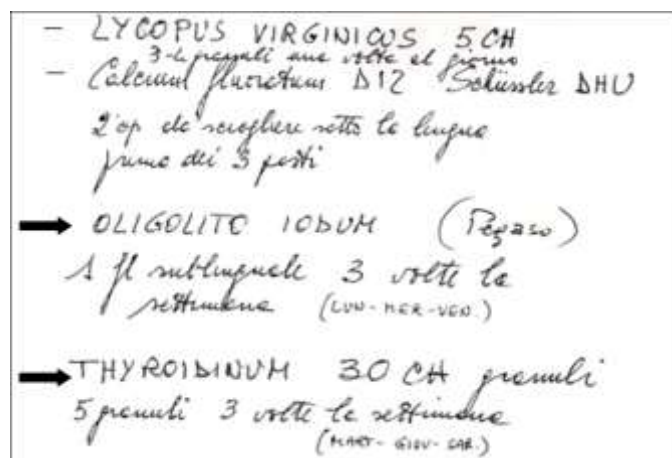 - LYCOPUS VIRGINICUS 5 CH
3-4 granuli una volta al giorno
- Calcium fluoratum D12 Schüssler DHU
2 cp da sciogliere sotto la lingua
prima dei 3 pasti
OLIGOLITO IODUM (Pegaso)
1 fl sublinguale 3 volte la
settimana (LUN-MER-VEN.)
THYROIDINUM 30 CH granuli
5 granuli 3 volte la settimana
(MART-GIOV-SAB.)